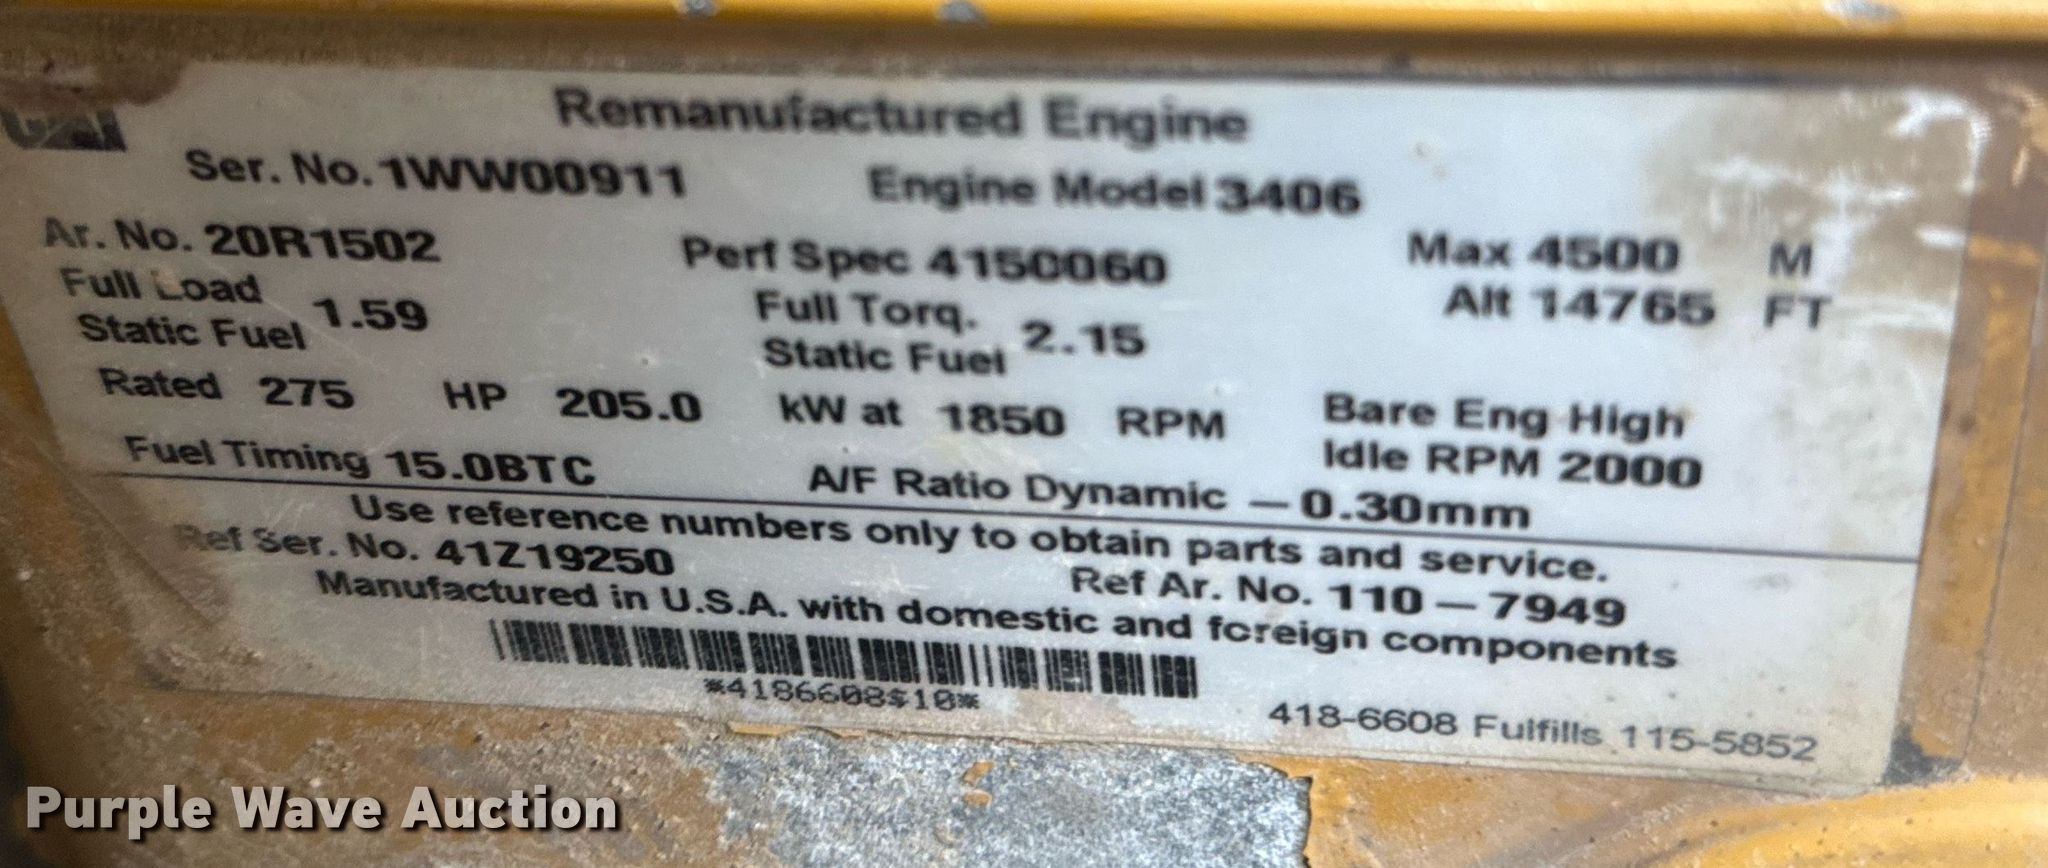 Remanufactured Engine
Ser. No. 1WW00911 Engine Model 3406
Ar. No. 20R1502 Perf Spec 4150060 Max 4500 M
Full Load Static Fuel 1.59 Full Torq. Static Fuel 2.15 Alt 14765 FT
Rated 275 HP 205.0 kW at 1850 RPM Bare Eng High
Fuel Timing 15.0BTC A/F Ratio Dynamic —0.30mm Idle RPM 2000
Use reference numbers only to obtain parts and service.
Ref Ser. No. 41Z19250 Ref Ar. No. 110—7949
Manufactured in U.S.A. with domestic and foreign components
*4186608$10*
418-6608 Fulfills 115-5852
Purple Wave Auction